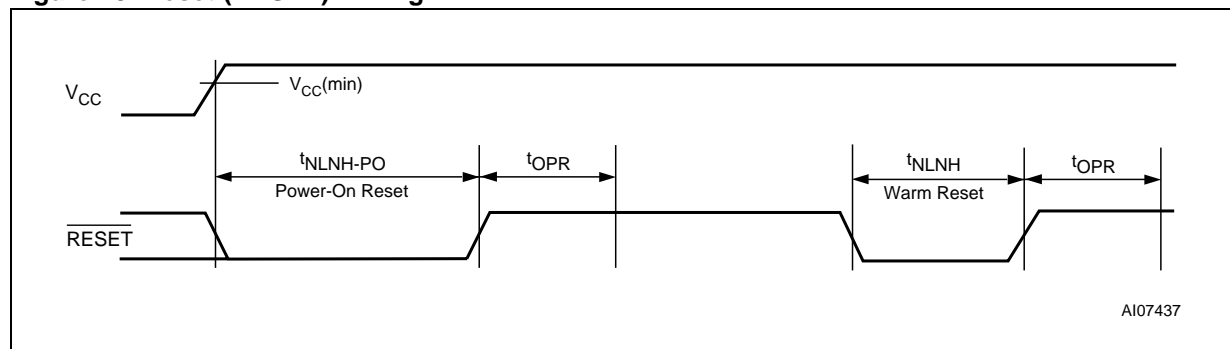 V_CC
V_CC(min)
t_NLNH-PO
Power-On Reset
t_OPR
t_NLNH
Warm Reset
t_OPR
RESET
AI07437